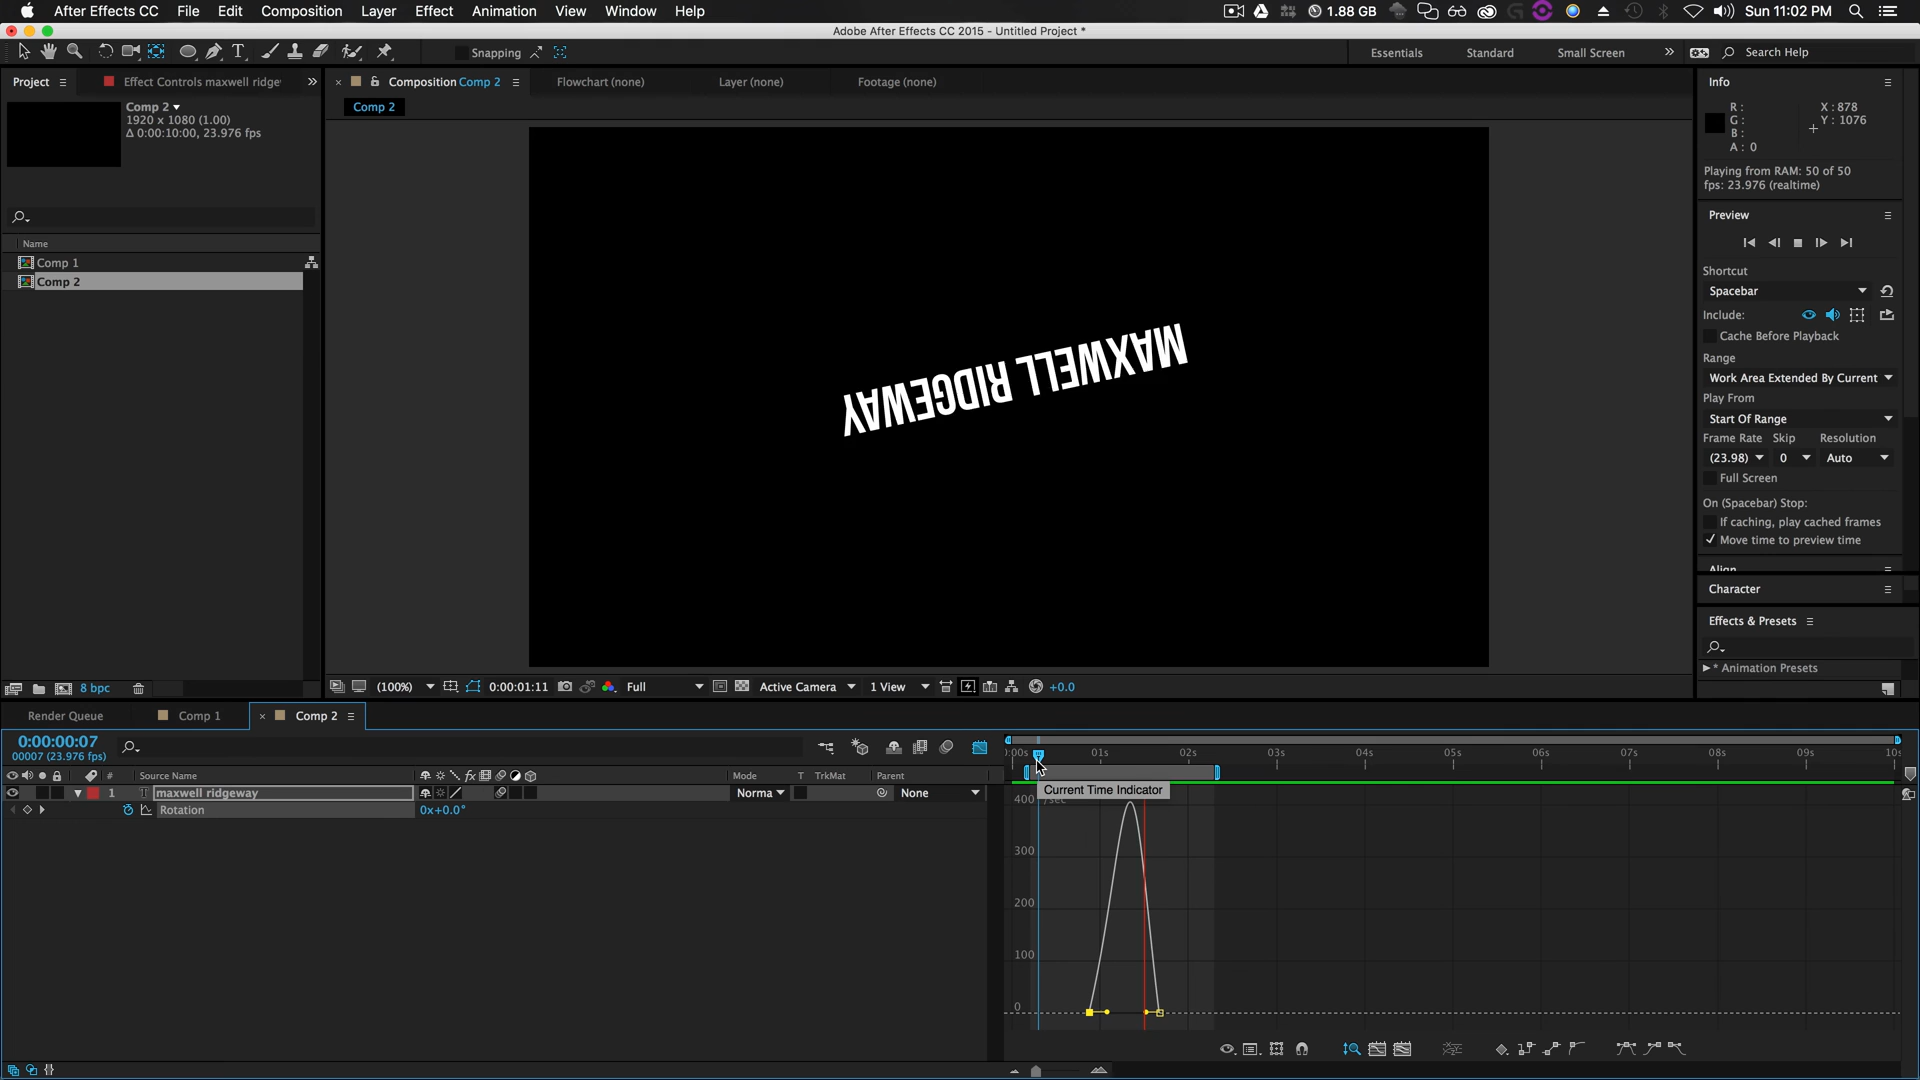 After Effects CC File Edit Composition Layer Effect Animation View Window Help 1.88 GB Sun 11:02 PM
Adobe After Effects CC 2015 - Untitled Project *
Snapping Essentials Standard Small Screen » Search Help
Project Effect Controls maxwell ridgew » × Composition Comp 2 Flowchart (none) Layer (none) Footage (none) Info
Comp 2
1920 x 1080 (1.00)
Δ 0:00:10:00, 23.976 fps
Comp 2
R :
G :
B :
A : 0
X : 878
Y : 1076
Playing from RAM: 50 of 50
fps: 23.976 (realtime)
Preview
Name
Comp 1
Comp 2
MAXWELL RIDGEWAY
Shortcut
Spacebar
Include:
Cache Before Playback
Range
Work Area Extended By Current
Play From
Start Of Range
Frame Rate Skip Resolution
(23.98) 0 Auto
Full Screen
On (Spacebar) Stop:
If caching, play cached frames
Move time to preview time
Align
Character
Effects & Presets
* Animation Presets
8 bpc (100%) 0:00:01:11 Full Active Camera 1 View +0.0
Render Queue Comp 1 × Comp 2
0:00:00:07
00007 (23.976 fps)
:00s 01s 02s 03s 04s 05s 06s 07s 08s 09s 10s
# Source Name Mode T TrkMat Parent
1 T maxwell ridgeway Norma None
Rotation 0x+0.0°
Current Time Indicator
400 /sec
300
200
100
0